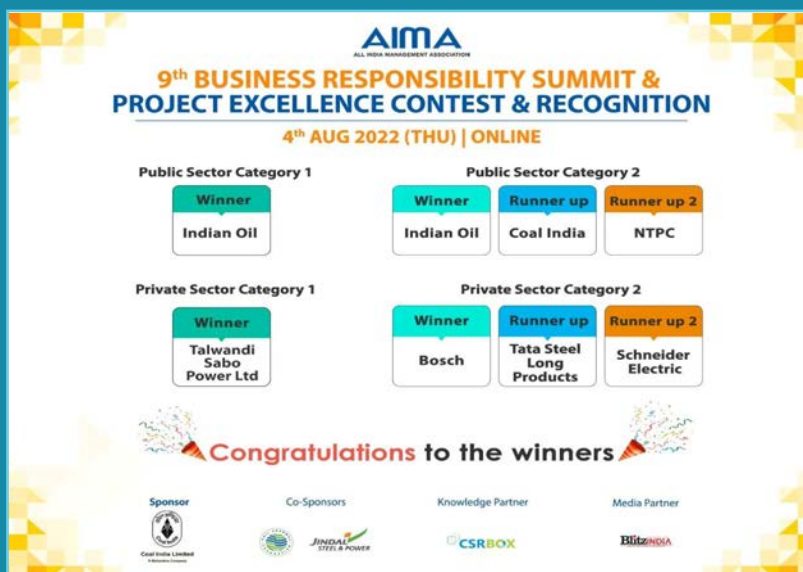 AIMA
ALL INDIA MANAGEMENT ASSOCIATION
9th BUSINESS RESPONSIBILITY SUMMIT &
PROJECT EXCELLENCE CONTEST & RECOGNITION
4th AUG 2022 (THU) | ONLINE
Public Sector Category 1
Winner
Indian Oil
Public Sector Category 2
Winner
Indian Oil
Runner up
Coal India
Runner up 2
NTPC
Private Sector Category 1
Winner
Talwandi
Sabo
Power Ltd
Private Sector Category 2
Winner
Bosch
Runner up
Tata Steel
Long
Products
Runner up 2
Schneider
Electric
Congratulations to the winners
Sponsor
Coal India Limited
A Maharatna Company
Co-Sponsors
JINDAL
STEEL & POWER
Knowledge Partner
CSRBOX
Media Partner
BlitzINDIA